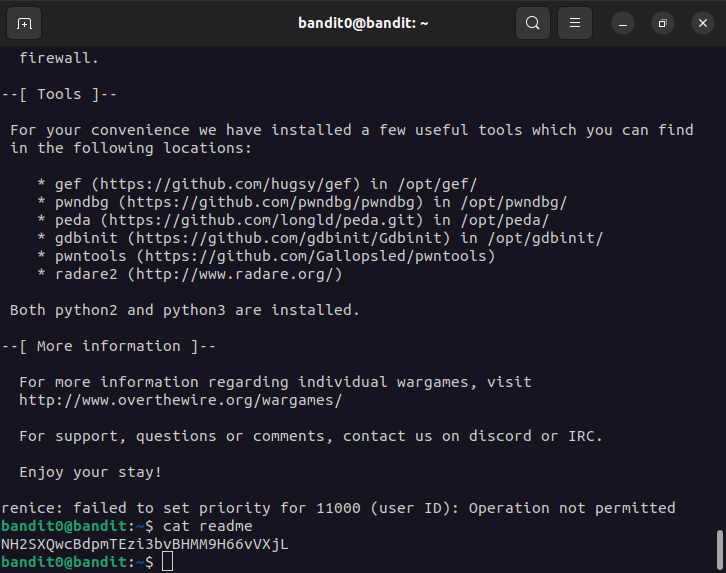 bandit0@bandit: ~
firewall.
--[ Tools ]--
For your convenience we have installed a few useful tools which you can find
in the following locations:
* gef (https://github.com/hugsy/gef) in /opt/gef/
* pwndbg (https://github.com/pwndbg/pwndbg) in /opt/pwndbg/
* peda (https://github.com/longld/peda.git) in /opt/peda/
* gdbinit (https://github.com/gdbinit/Gdbinit) in /opt/gdbinit/
* pwntools (https://github.com/Gallopsled/pwntools)
* radare2 (http://www.radare.org/)
Both python2 and python3 are installed.
--[ More information ]--
For more information regarding individual wargames, visit
http://www.overthewire.org/wargames/
For support, questions or comments, contact us on discord or IRC.
Enjoy your stay!
renice: failed to set priority for 11000 (user ID): Operation not permitted
bandit0@bandit:~$ cat readme
NH2SXQwcBdpmTEzi3bvBHMM9H66vVXjL
bandit0@bandit:~$